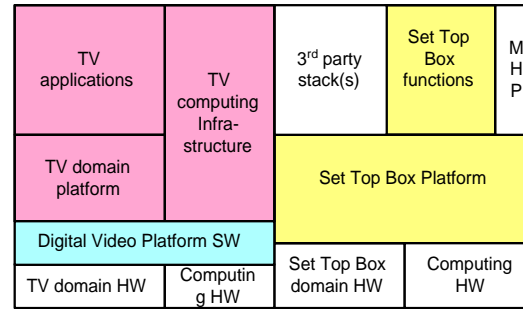 TV
applications
TV
computing
Infra-
structure
3rd party
stack(s)
Set Top
Box
functions
M
H
P
TV domain
platform
Set Top Box Platform
Digital Video Platform SW
TV domain HW
Computin
g HW
Set Top Box
domain HW
Computing
HW